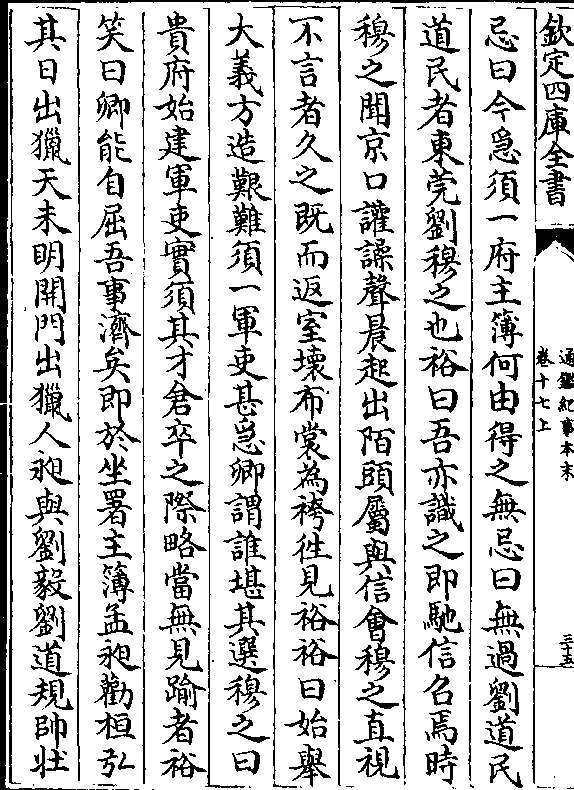 欽定四庫全書
通鑑紀事本末
卷十七上
三十五
忌曰今急須一府主簿何由得之無忌曰無過劉道民
道民者東莞劉穆之也裕曰吾亦識之即馳信召焉時
穆之聞京口讙譟聲晨起出陌頭屬與信會穆之直視
不言者久之既而返室壞布裳為袴往見裕裕曰始舉
大義方造艱難須一軍吏甚急卿謂誰堪其選穆之曰
貴府始建軍吏實須其才倉卒之際略當無見踰者裕
笑曰卿能自屈吾事濟矣即於坐署主簿孟昶勸桓弘
其日出獵天未明開門出獵人昶與劉毅劉道規帥壯